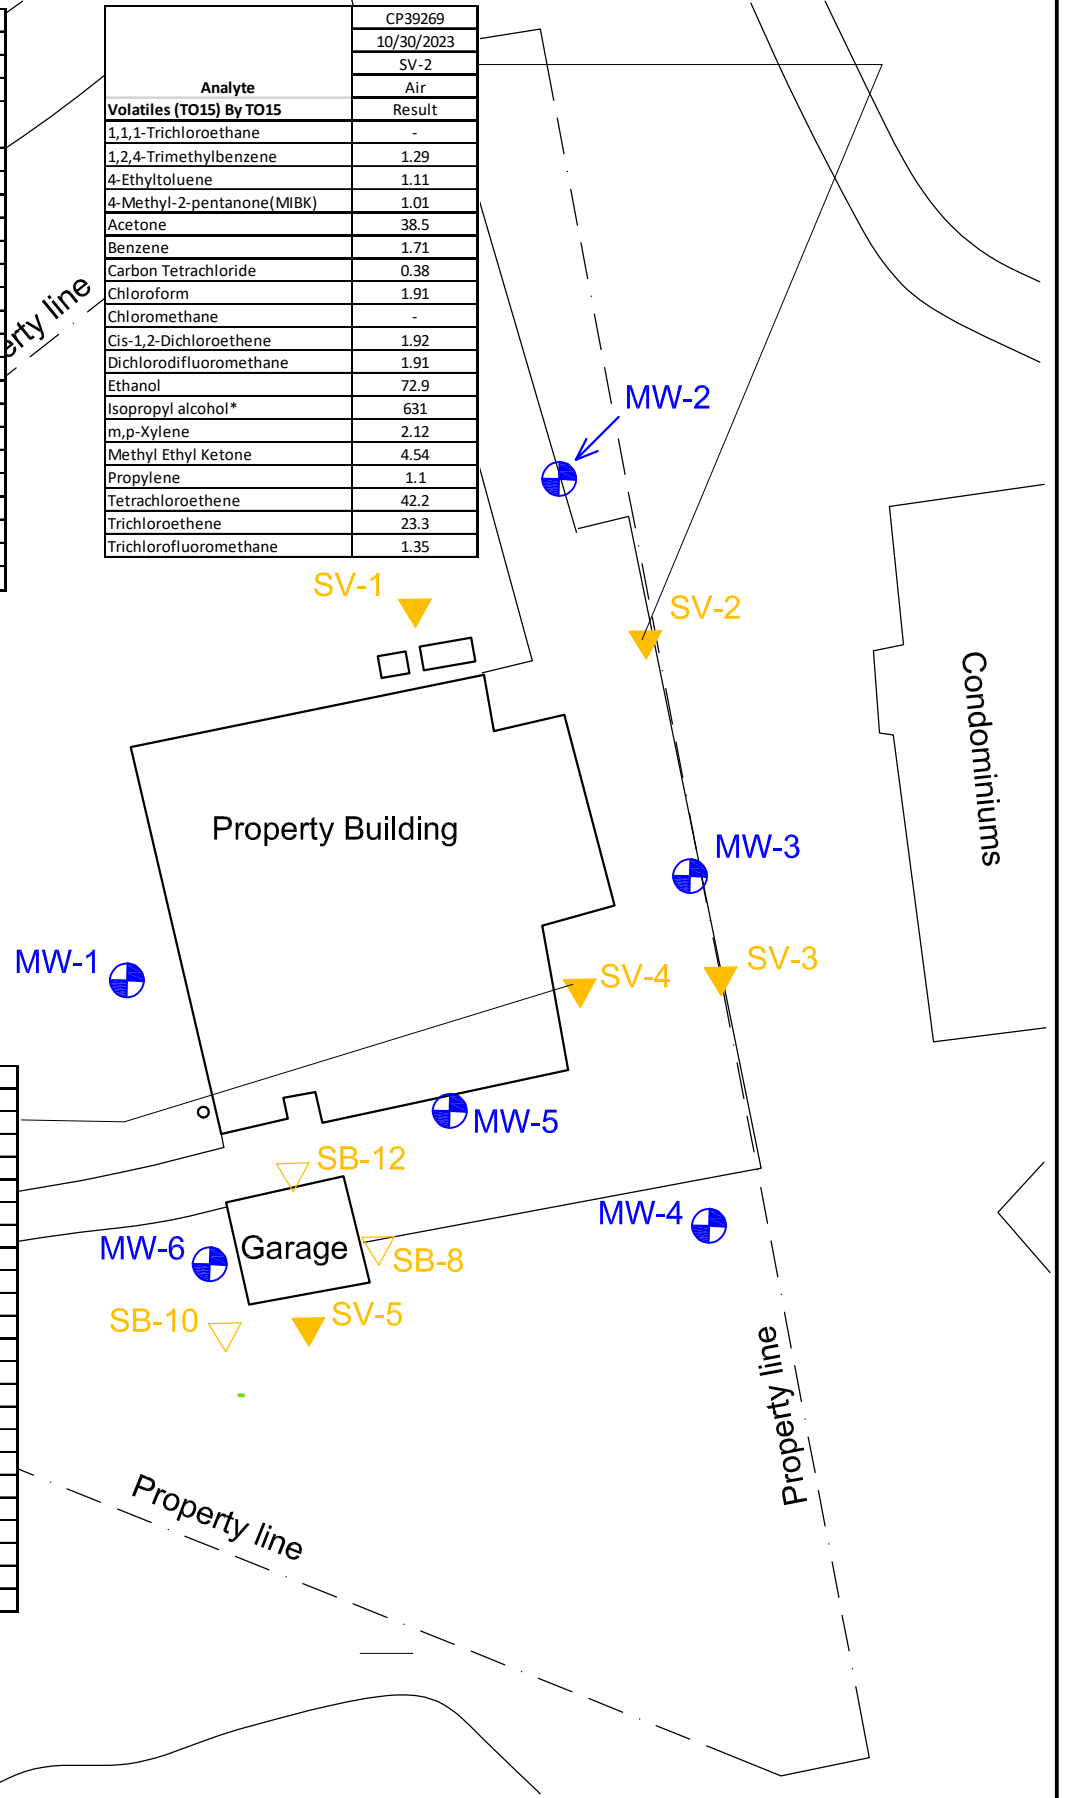 CP39269
10/30/2023
SV-2
Analyte Air
Volatiles (TO15) By TO15 Result
1,1,1-Trichloroethane -
1,2,4-Trimethylbenzene 1.29
4-Ethyltoluene 1.11
4-Methyl-2-pentanone(MIBK) 1.01
Acetone 38.5
Benzene 1.71
Carbon Tetrachloride 0.38
Chloroform 1.91
Chloromethane -
Cis-1,2-Dichloroethene 1.92
Dichlorodifluoromethane 1.91
Ethanol 72.9
Isopropyl alcohol* 631
m,p-Xylene 2.12
Methyl Ethyl Ketone 4.54
Propylene 1.1
Tetrachloroethene 42.2
Trichloroethene 23.3
Trichlorofluoromethane 1.35
erty line
MW-2
SV-1
SV-2
Condominiums
Property Building
MW-3
MW-1
SV-4
SV-3
MW-5
SB-12
MW-4
MW-6
Garage
SB-8
SB-10
SV-5
Property line
Property line